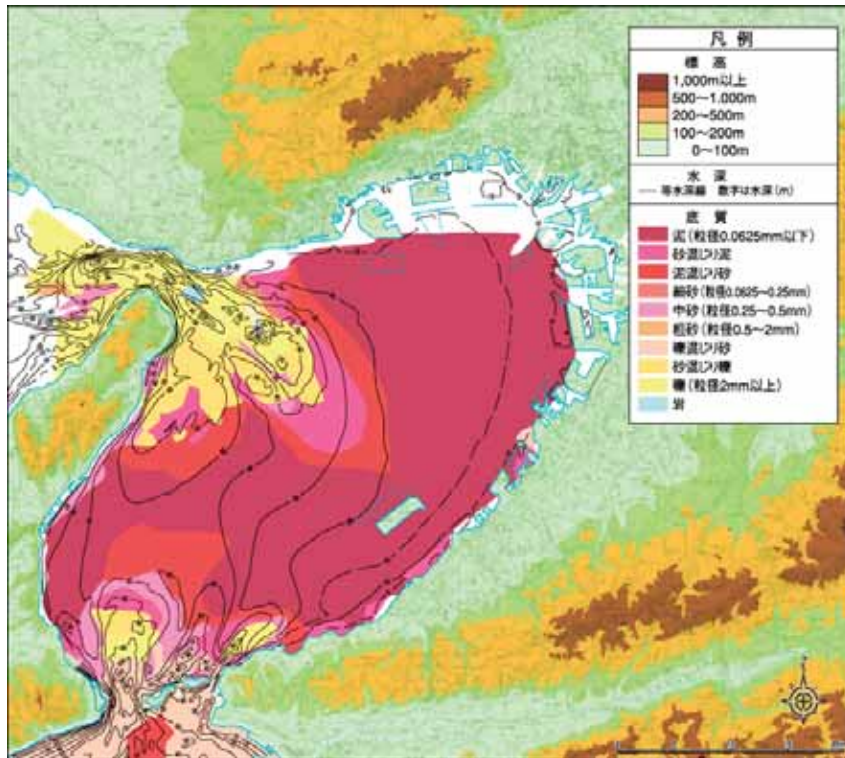 凡例
標高
1,000m以上
500～1,000m
200～500m
100～200m
0～100m
水深
等水深線 数字は水深(m)
底質
泥(粒径0.0625mm以下)
砂混じり泥
泥混じり砂
細砂(粒径0.0625～0.25mm)
中砂(粒径0.25～0.5mm)
粗砂(粒径0.5～2mm)
礫混じり砂
砂混じり礫
礫(粒径2mm以上)
岩